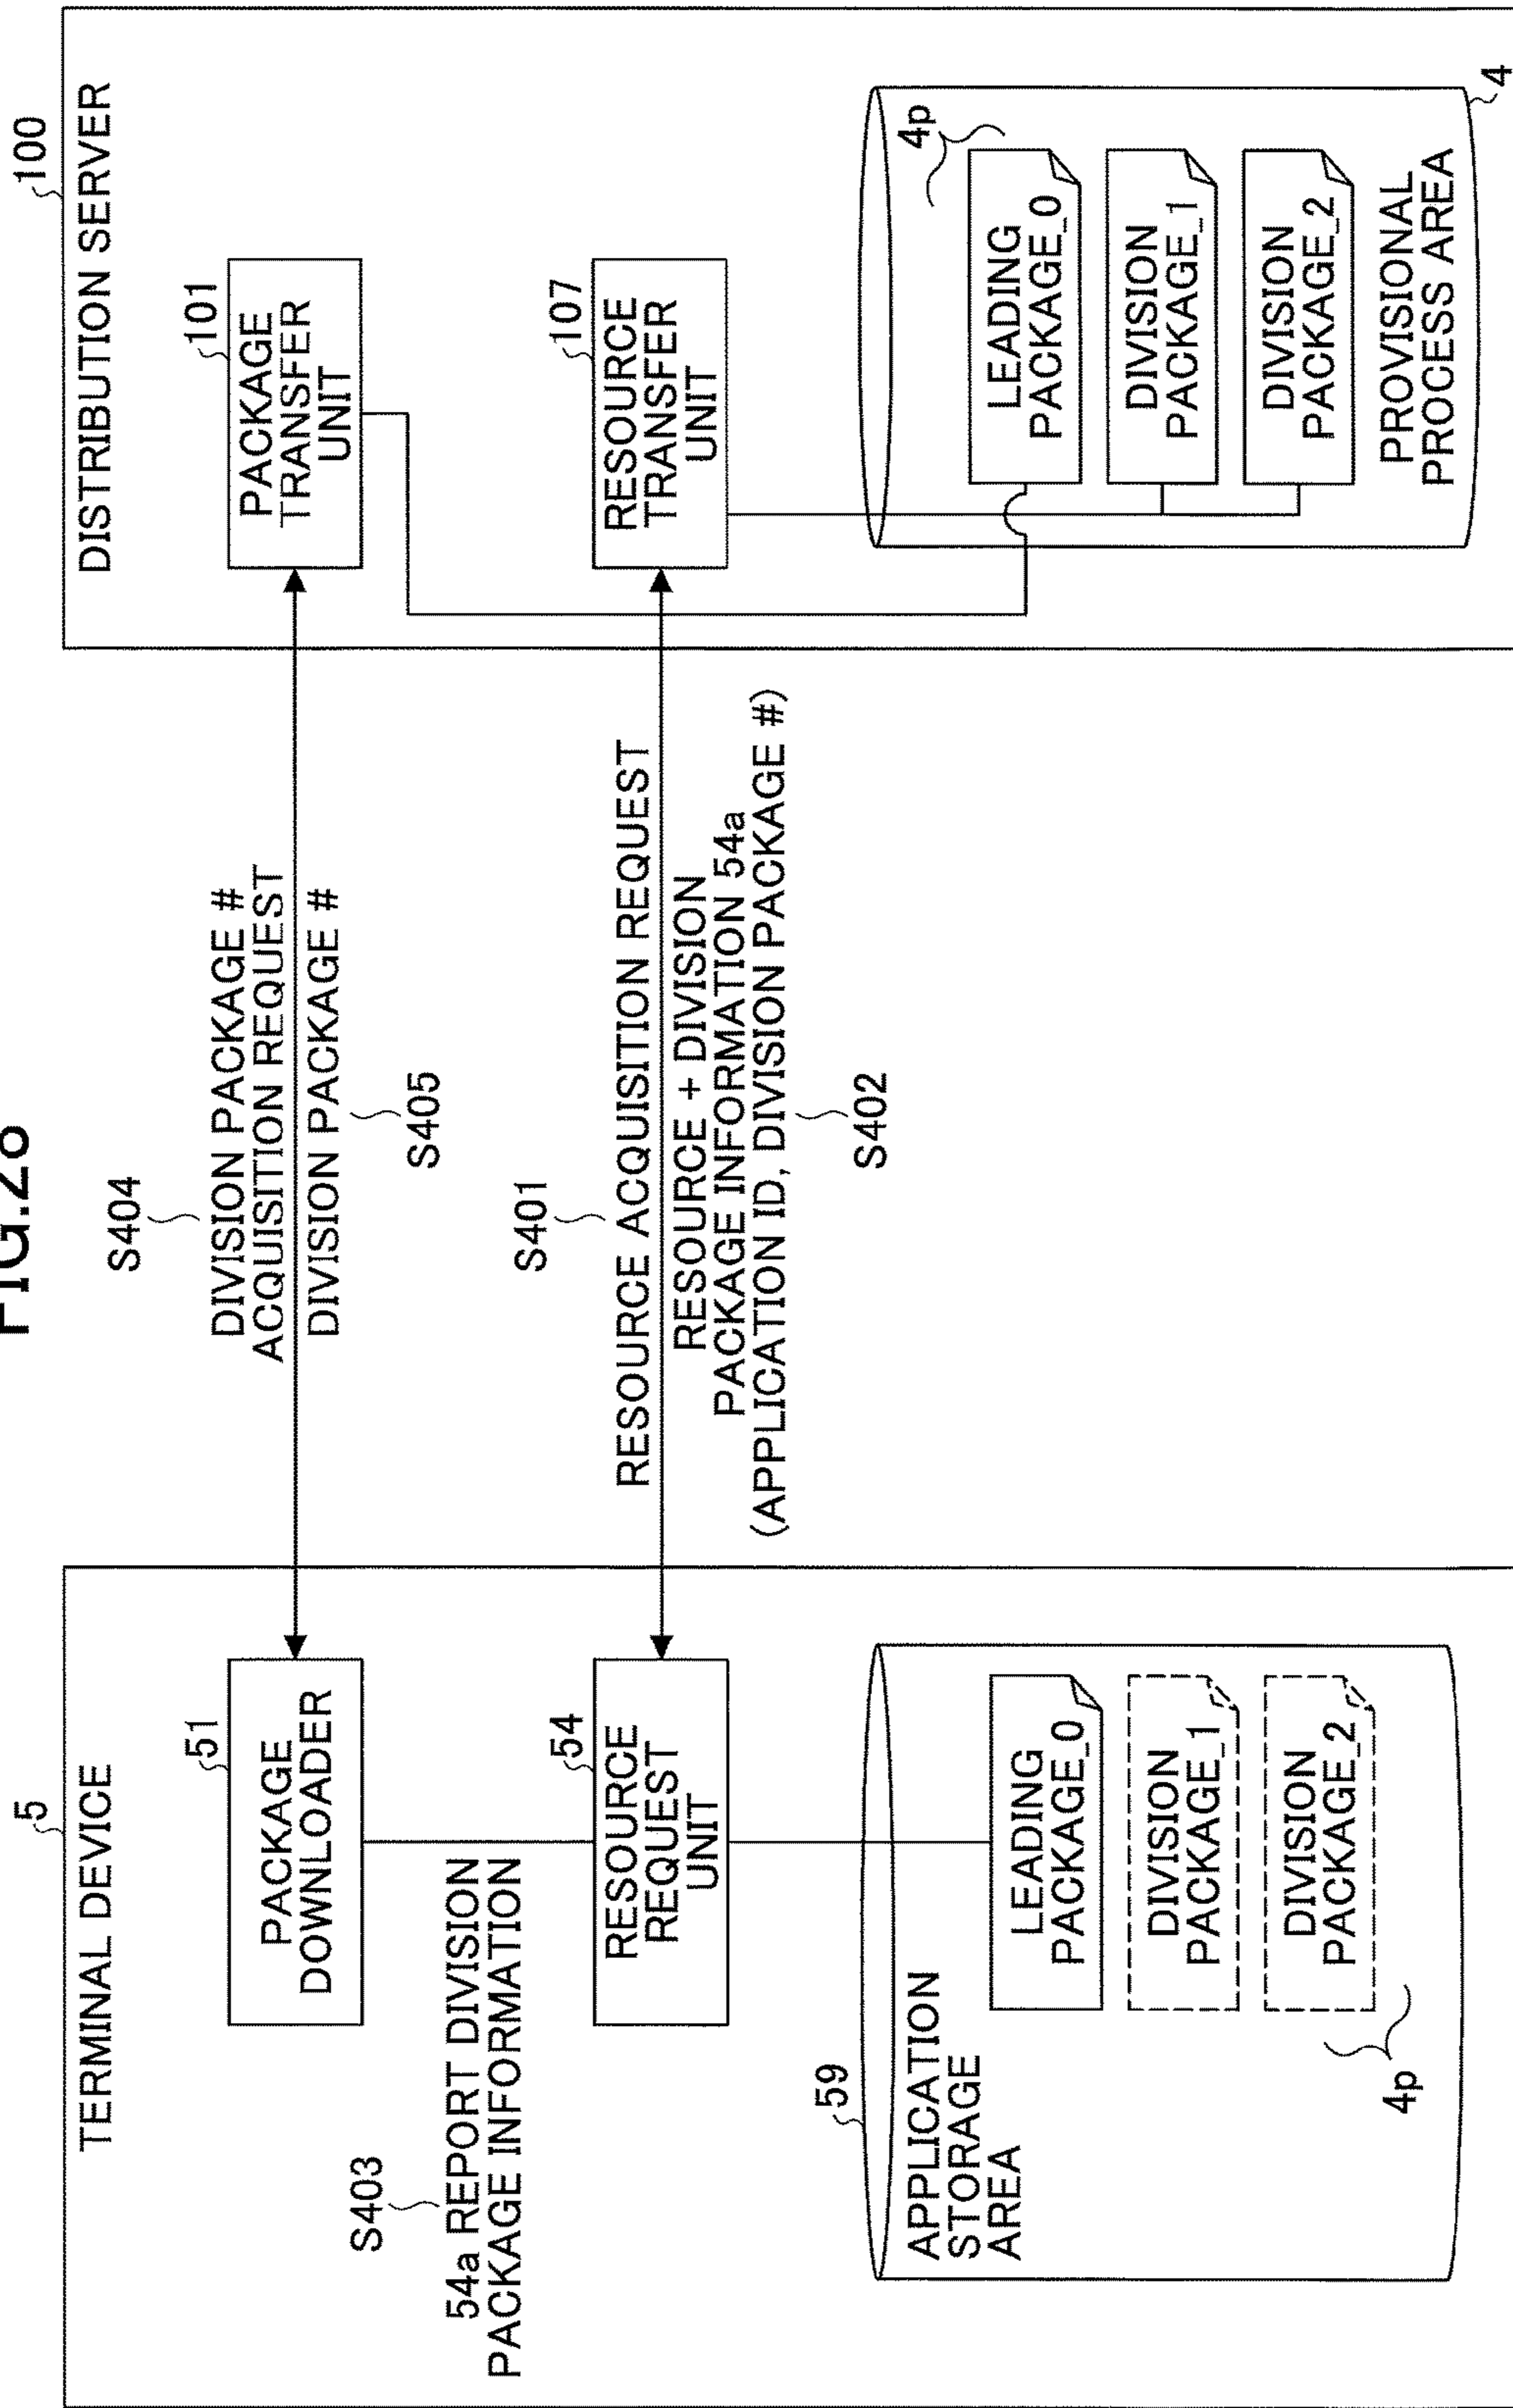 FIG.28
5
TERMINAL DEVICE
51
PACKAGE
DOWNLOADER
S403
54a REPORT DIVISION
PACKAGE INFORMATION
54
RESOURCE
REQUEST
UNIT
59
APPLICATION
STORAGE
AREA
LEADING
PACKAGE_0
DIVISION
PACKAGE_1
DIVISION
PACKAGE_2
4p
S404
DIVISION PACKAGE #
ACQUISITION REQUEST
DIVISION PACKAGE #
S405
S401
RESOURCE ACQUISITION REQUEST
RESOURCE + DIVISION
PACKAGE INFORMATION 54a
(APPLICATION ID, DIVISION PACKAGE #)
S402
100
DISTRIBUTION SERVER
101
PACKAGE
TRANSFER
UNIT
107
RESOURCE
TRANSFER
UNIT
4p
LEADING
PACKAGE_0
DIVISION
PACKAGE_1
DIVISION
PACKAGE_2
PROVISIONAL
PROCESS AREA
4